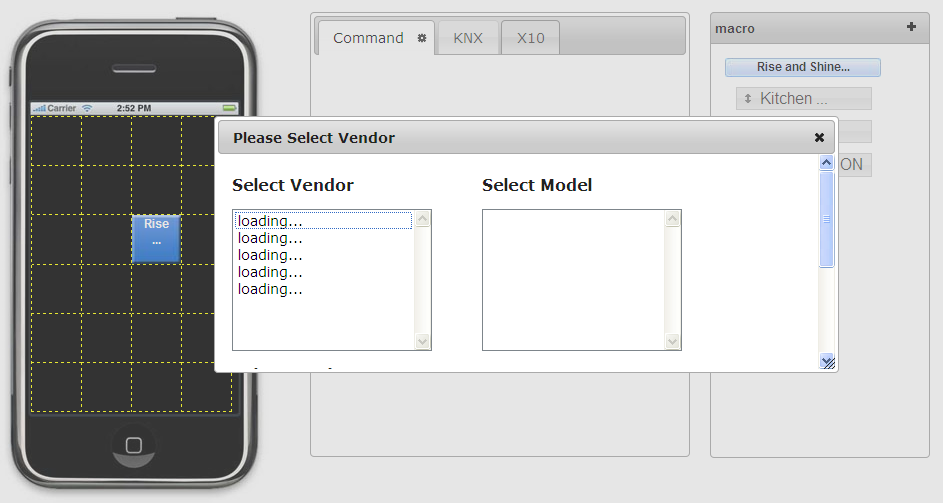 Command
KNX
X10
macro
Rise and Shine...
Kitchen ...
ON
Carrier
2:52 PM
Rise
...
Please Select Vendor
Select Vendor
Select Model
loading...
loading...
loading...
loading...
loading...